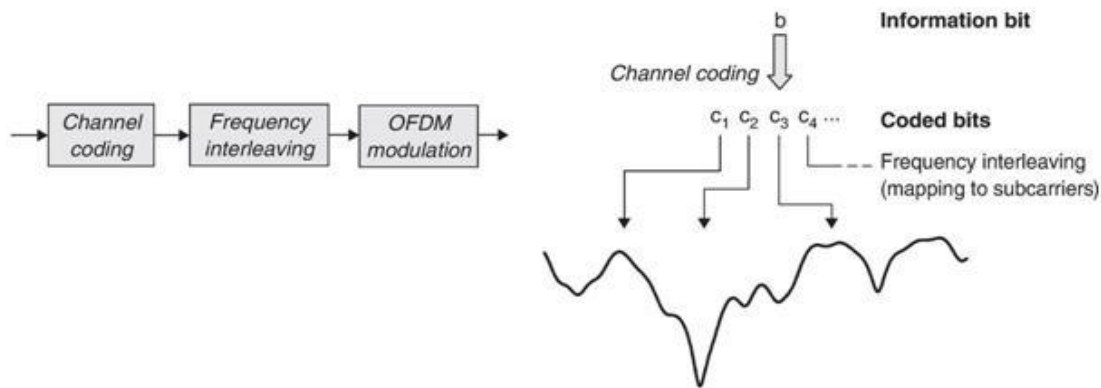 Channel
coding
Frequency
interleaving
OFDM
modulation
b
Information bit
Channel coding
c1 c2 c3 c4 ...
Coded bits
Frequency interleaving
(mapping to subcarriers)